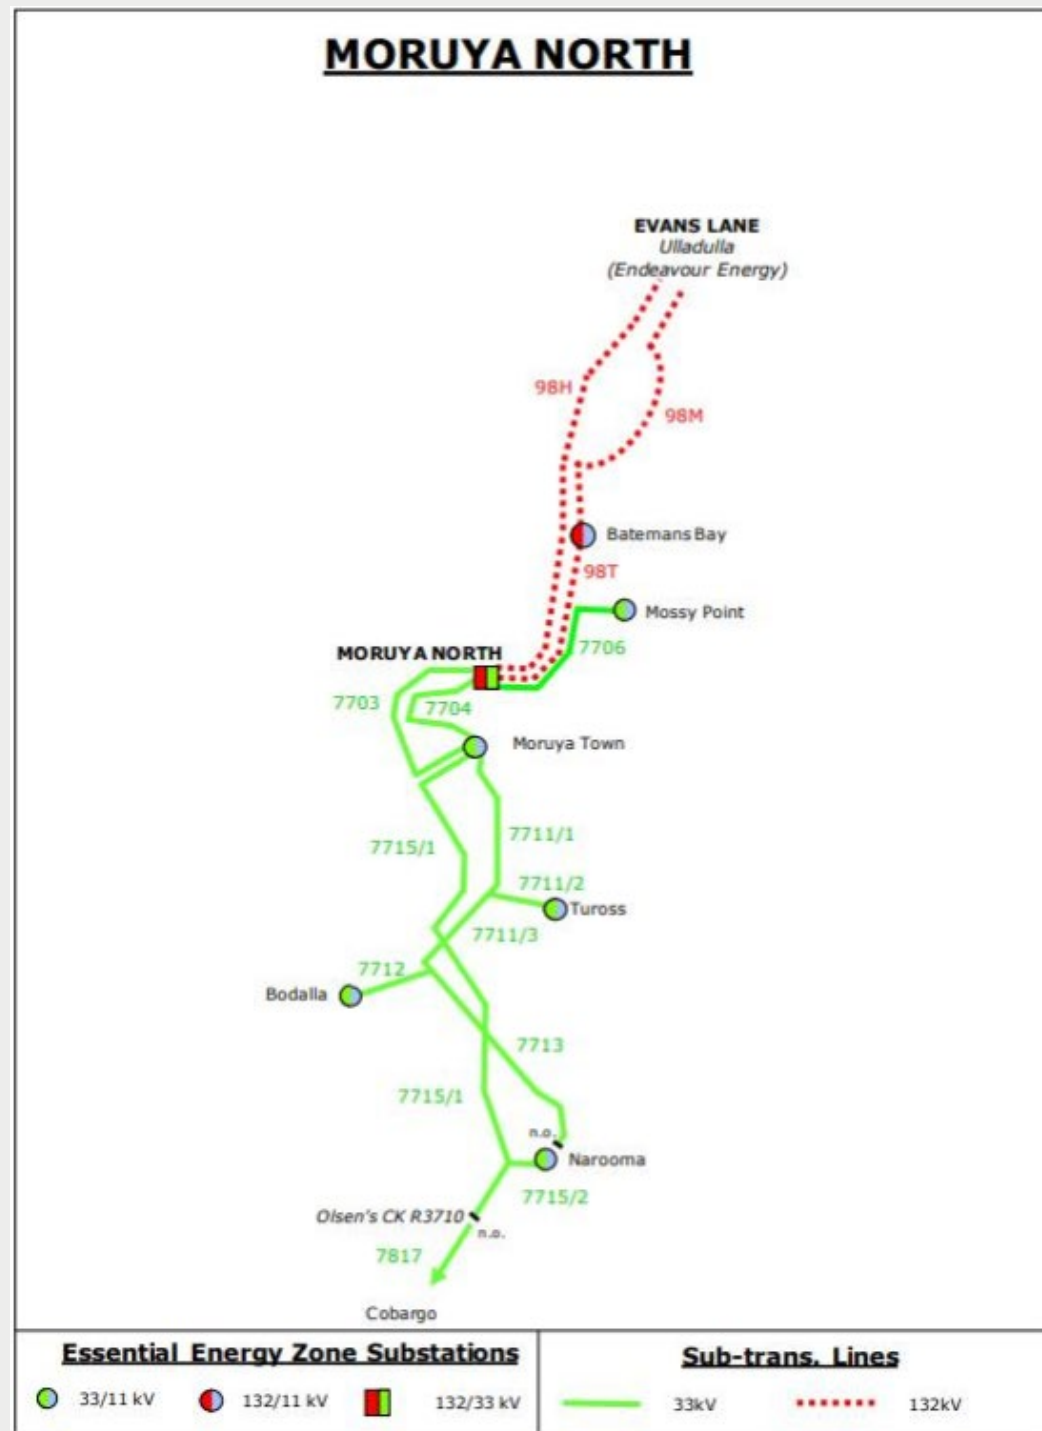 MORUYA NORTH
EVANS LANE
Ulladulla
(Endeavour Energy)
98H
98M
Batemans Bay
98T
Mossy Point
7706
MORUYA NORTH
7703
7704
Moruya Town
7711/1
7715/1
7711/2
Tuross
7711/3
7712
Bodalla
7713
7715/1
n.o.
Narooma
7715/2
Olsen's CK R3710
n.o.
7817
Cobargo
Essential Energy Zone Substations
33/11 kV
132/11 kV
132/33 kV
Sub-trans. Lines
33kV
132kV